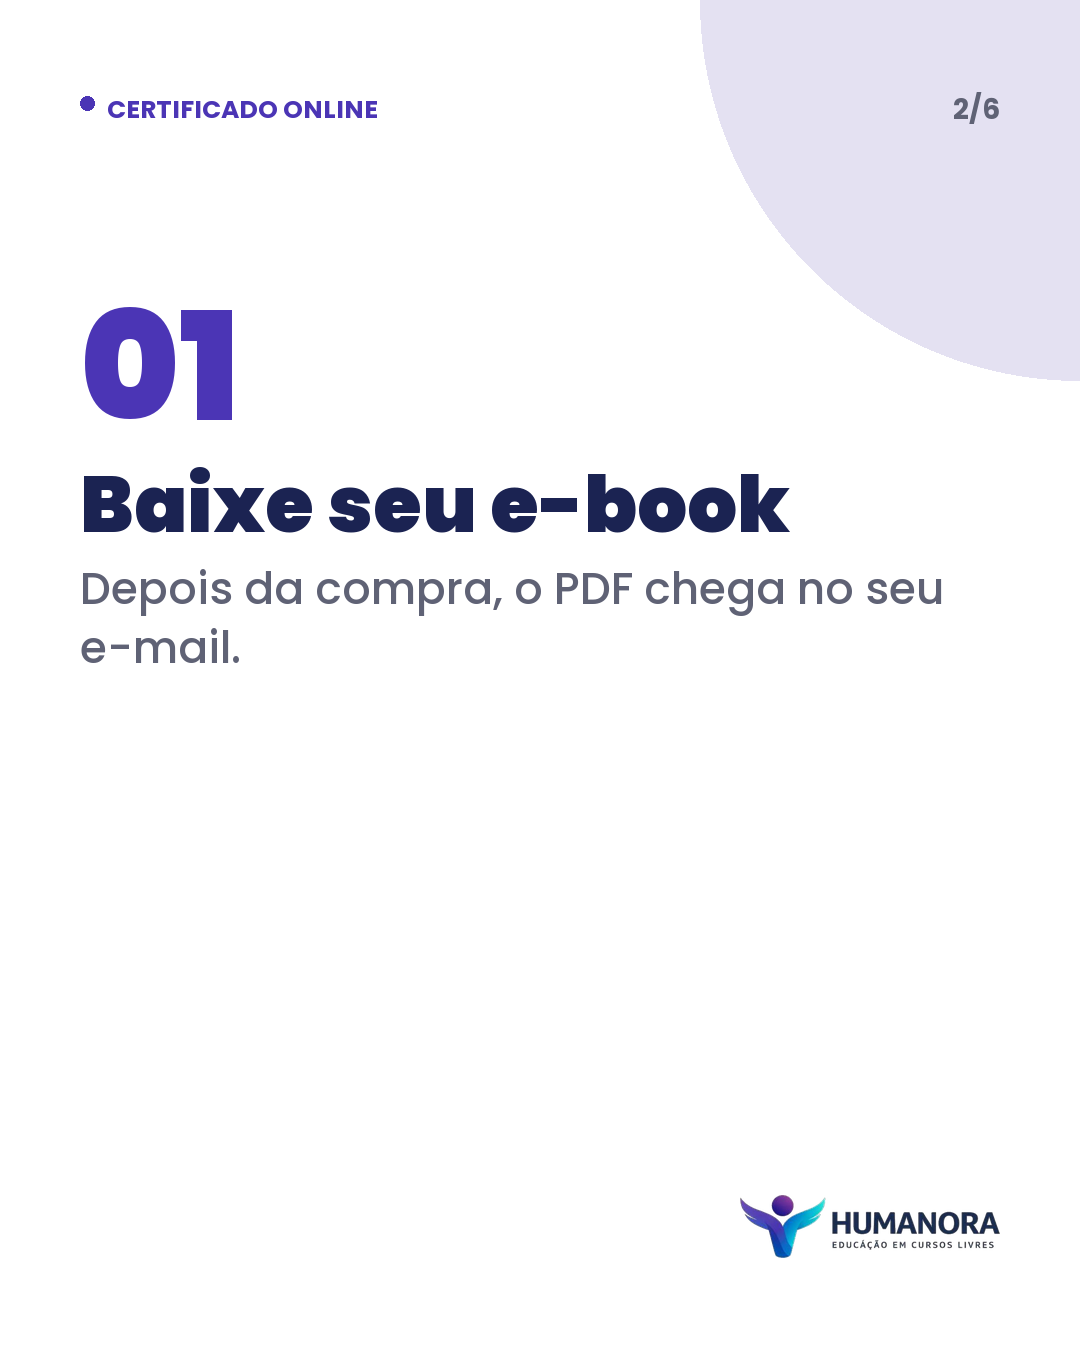 CERTIFICADO ONLINE
2/6
01
Baixe seu e-book
Depois da compra, o PDF chega no seu
e-mail.
HUMANORA
EDUCÁÇÃO EM CURSOS LIVRES